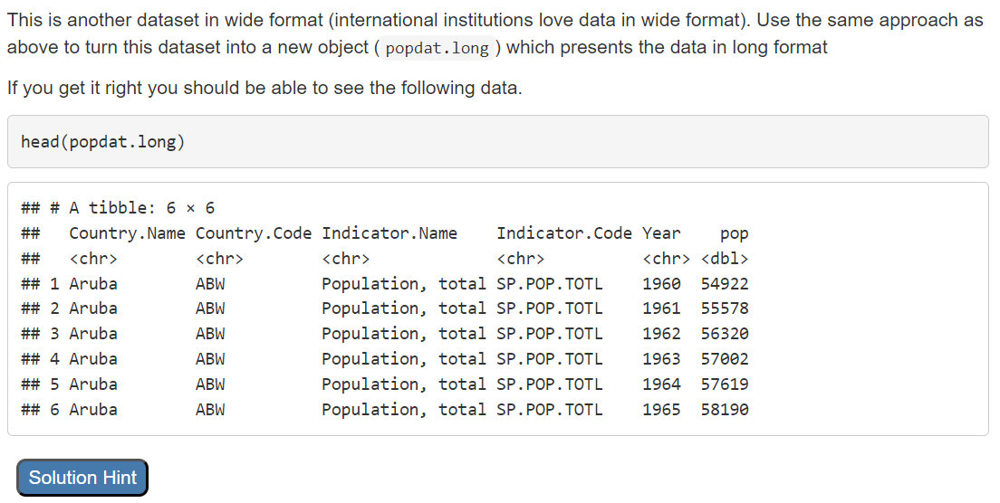 This is another dataset in wide format (international institutions love data in wide format). Use the same approach as
above to turn this dataset into a new object ( popdat.long ) which presents the data in long format
If you get it right you should be able to see the following data.
head(popdat.long)
## # A tibble: 6 × 6
##   Country.Name Country.Code Indicator.Name    Indicator.Code Year    pop
##   <chr>        <chr>        <chr>             <chr>          <chr> <dbl>
## 1 Aruba        ABW          Population, total SP.POP.TOTL    1960  54922
## 2 Aruba        ABW          Population, total SP.POP.TOTL    1961  55578
## 3 Aruba        ABW          Population, total SP.POP.TOTL    1962  56320
## 4 Aruba        ABW          Population, total SP.POP.TOTL    1963  57002
## 5 Aruba        ABW          Population, total SP.POP.TOTL    1964  57619
## 6 Aruba        ABW          Population, total SP.POP.TOTL    1965  58190
Solution Hint